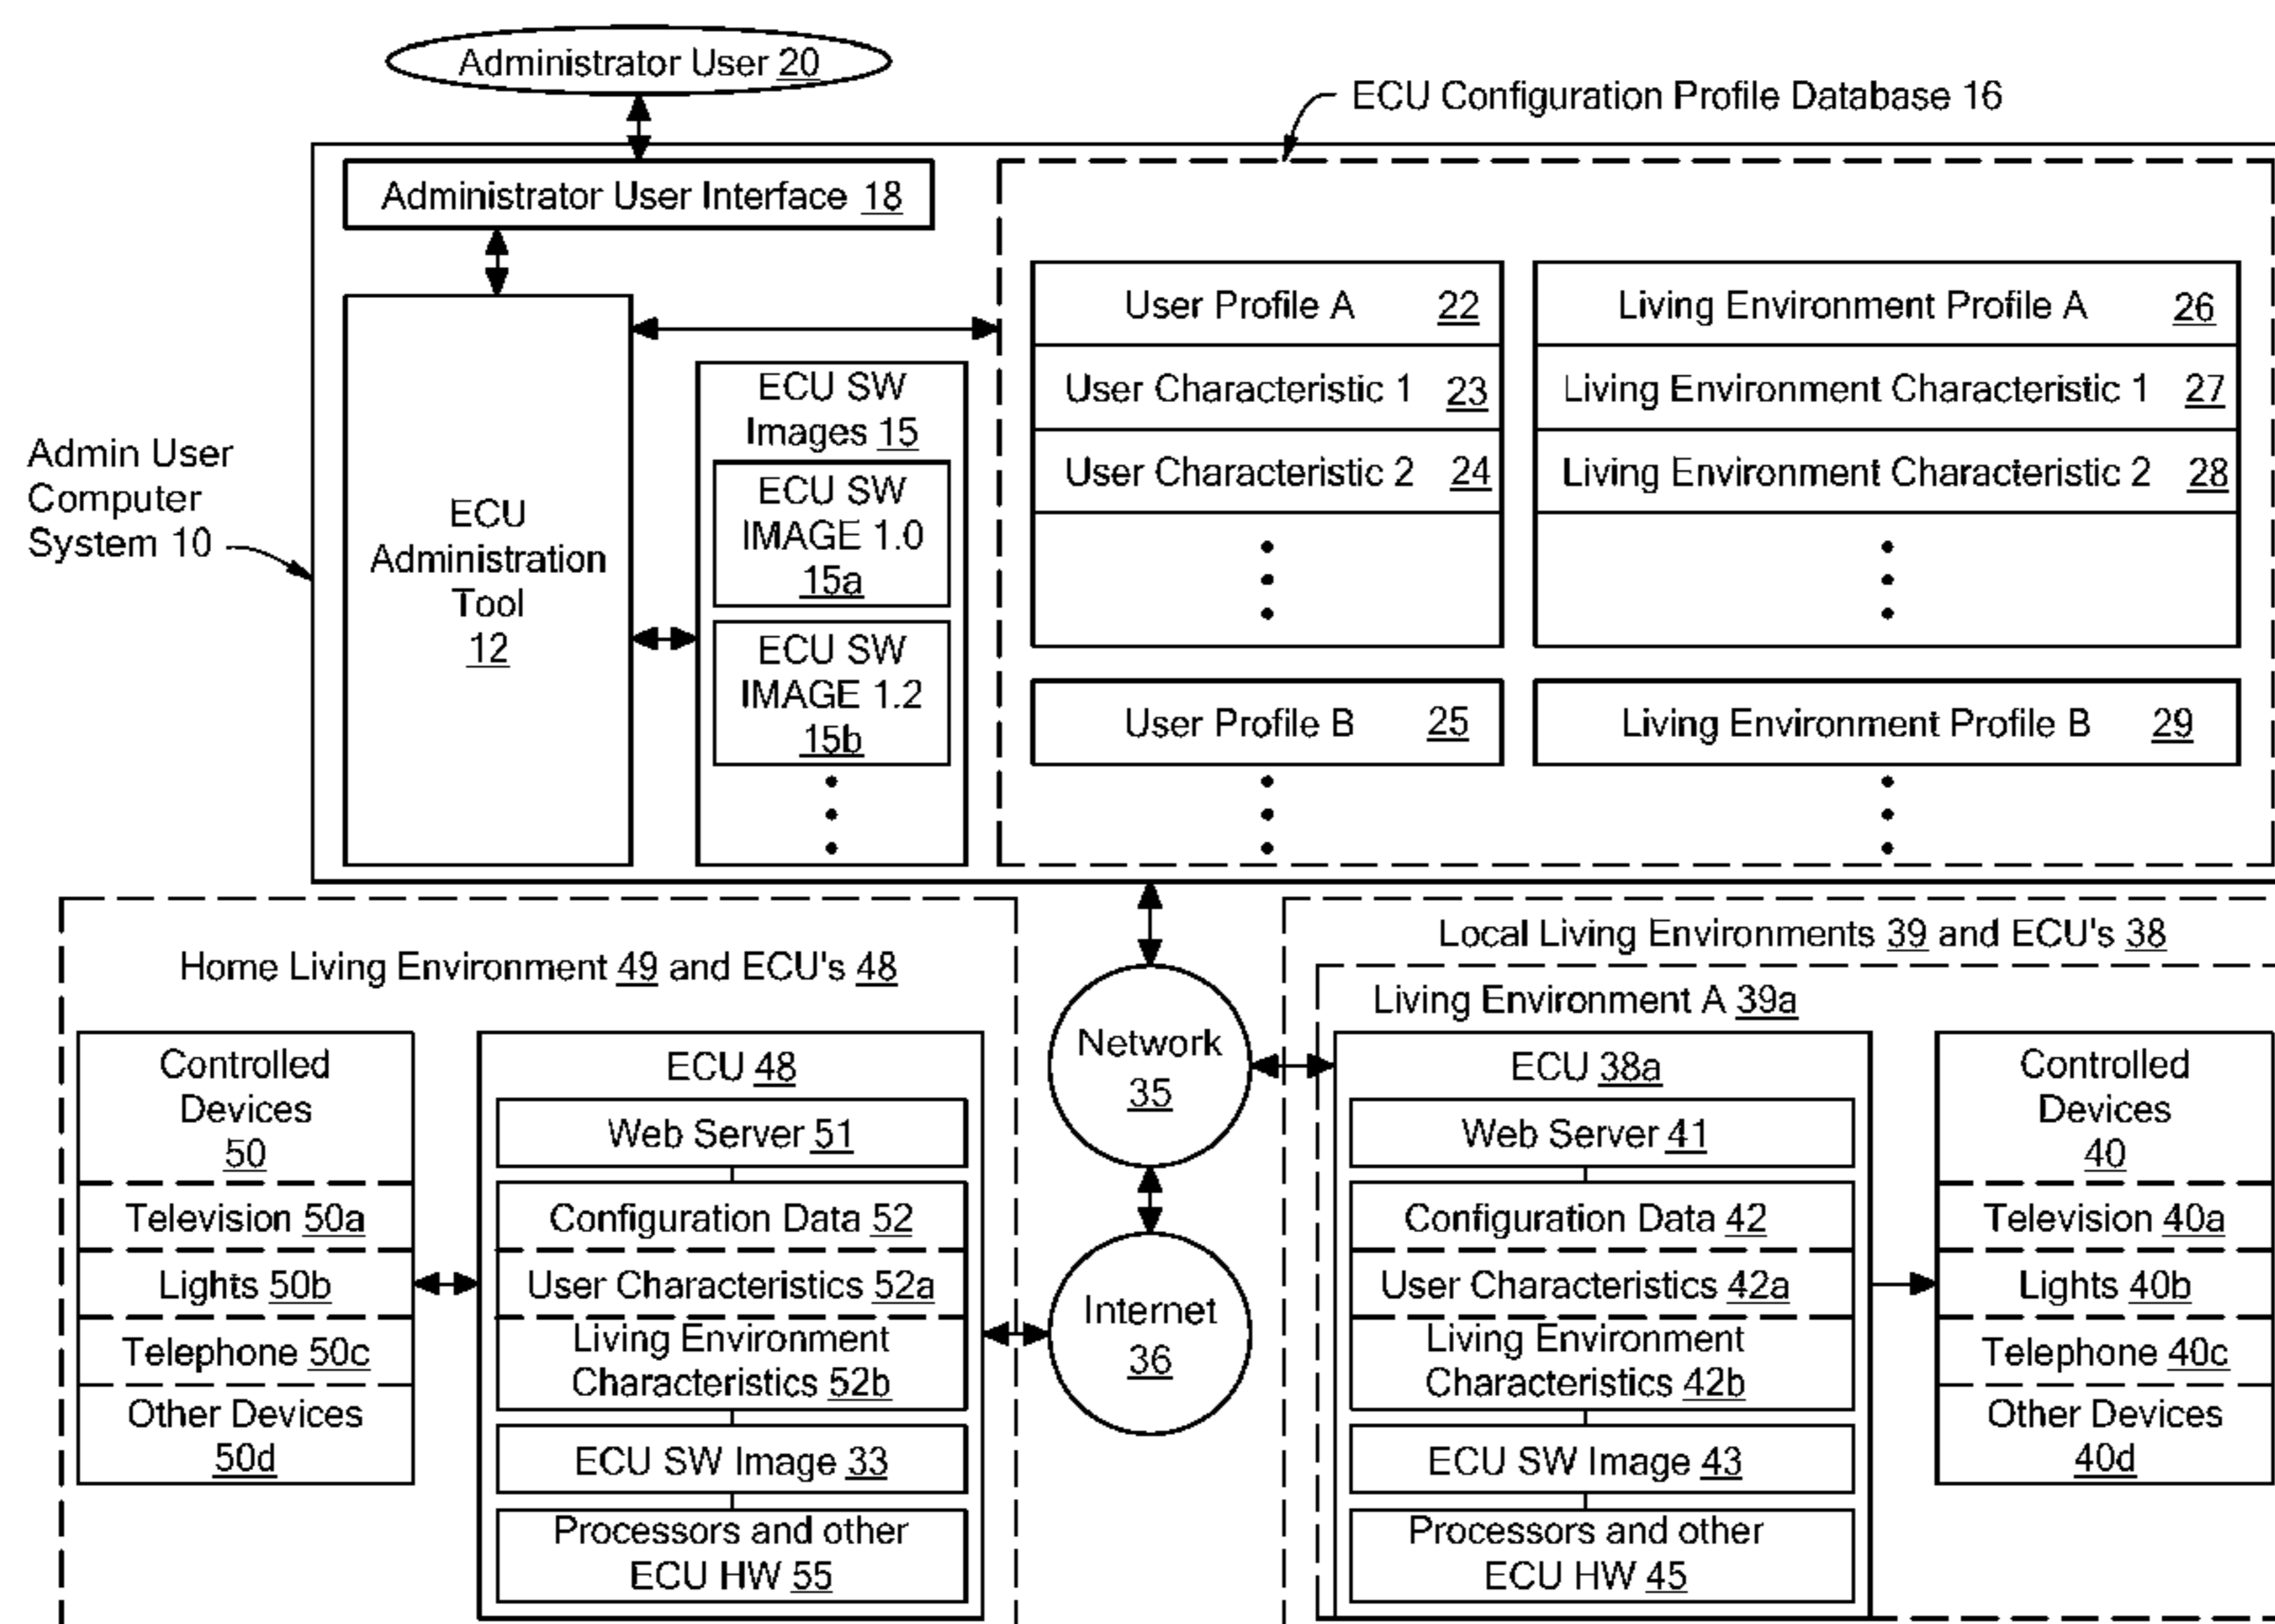 Administrator User 20
ECU Configuration Profile Database 16
Administrator User Interface 18
Admin User
Computer
System 10
ECU
Administration
Tool
12
ECU SW
Images 15
ECU SW
IMAGE 1.0
15a
ECU SW
IMAGE 1.2
15b
User Profile A 22
User Characteristic 1 23
User Characteristic 2 24
User Profile B 25
Living Environment Profile A 26
Living Environment Characteristic 1 27
Living Environment Characteristic 2 28
Living Environment Profile B 29
Home Living Environment 49 and ECU's 48
Controlled
Devices
50
Television 50a
Lights 50b
Telephone 50c
Other Devices
50d
ECU 48
Web Server 51
Configuration Data 52
User Characteristics 52a
Living Environment
Characteristics 52b
ECU SW Image 33
Processors and other
ECU HW 55
Network
35
Internet
36
Local Living Environments 39 and ECU's 38
Living Environment A 39a
ECU 38a
Web Server 41
Configuration Data 42
User Characteristics 42a
Living Environment
Characteristics 42b
ECU SW Image 43
Processors and other
ECU HW 45
Controlled
Devices
40
Television 40a
Lights 40b
Telephone 40c
Other Devices
40d